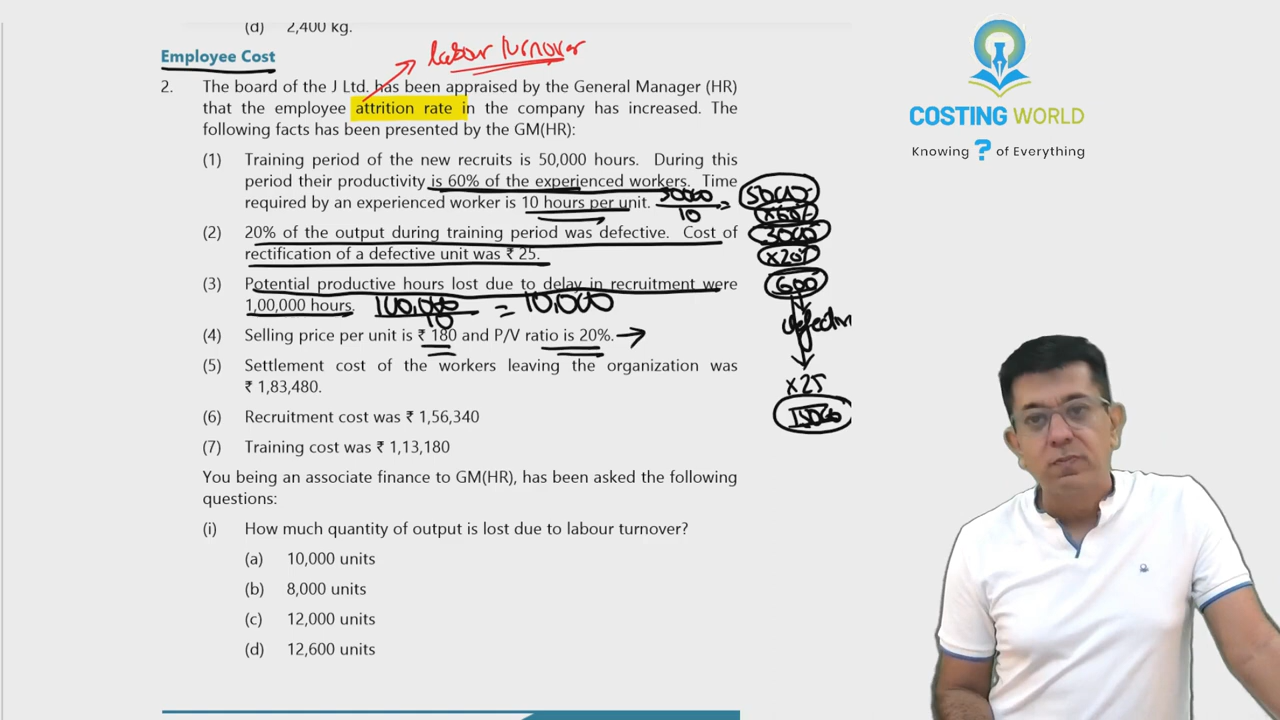 (d) 2,400 kg.
Employee Cost
labour turnover
2. The board of the J Ltd. has been appraised by the General Manager (HR)
that the employee attrition rate in the company has increased. The
following facts has been presented by the GM(HR):
(1) Training period of the new recruits is 50,000 hours. During this
period their productivity is 60% of the experienced workers. Time
required by an experienced worker is 10 hours per unit.
50000
10
=
5000
×60%
3000
×20%
600
defective
×25
15000
(2) 20% of the output during training period was defective. Cost of
rectification of a defective unit was ₹ 25.
(3) Potential productive hours lost due to delay in recruitment were
1,00,000 hours.
100,000
10
= 10,000
(4) Selling price per unit is ₹ 180 and P/V ratio is 20%.
(5) Settlement cost of the workers leaving the organization was
₹ 1,83,480.
(6) Recruitment cost was ₹ 1,56,340
(7) Training cost was ₹ 1,13,180
You being an associate finance to GM(HR), has been asked the following
questions:
(i) How much quantity of output is lost due to labour turnover?
(a) 10,000 units
(b) 8,000 units
(c) 12,000 units
(d) 12,600 units
COSTING WORLD
Knowing ? of Everything